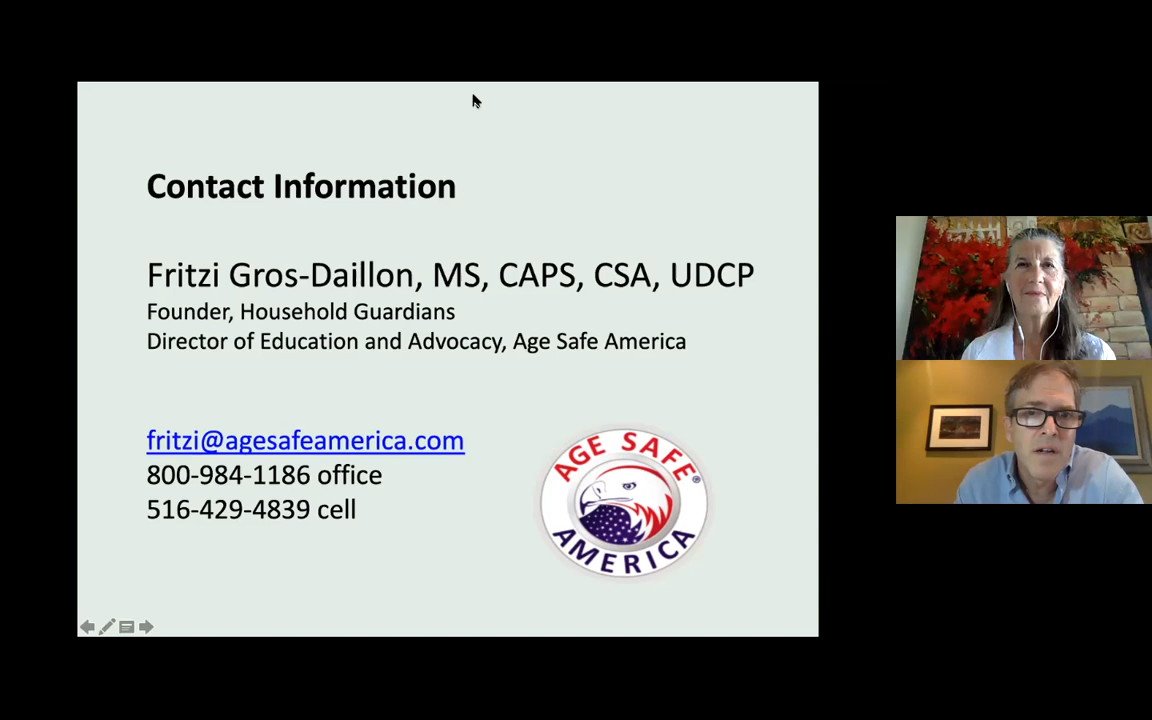 Contact Information
Fritzi Gros-Daillon, MS, CAPS, CSA, UDCP
Founder, Household Guardians
Director of Education and Advocacy, Age Safe America
fritzi@agesafeamerica.com
800-984-1186 office
516-429-4839 cell
AGE SAFE
®
AMERICA